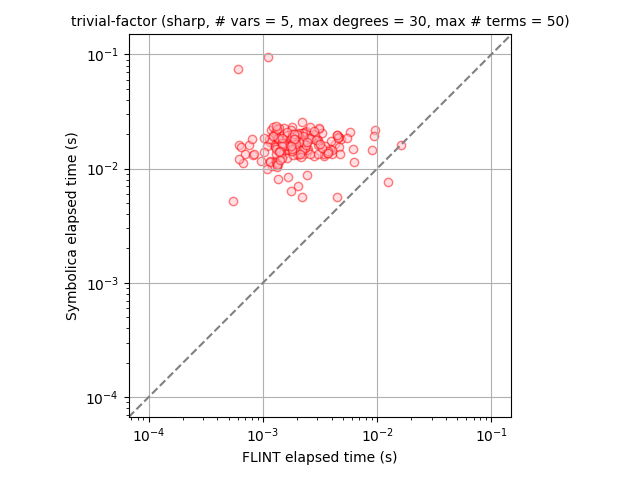 trivial-factor (sharp, # vars = 5, max degrees = 30, max # terms = 50)
10⁻¹
10⁻²
10⁻³
10⁻⁴
Symbolica elapsed time (s)
10⁻⁴ 10⁻³ 10⁻² 10⁻¹
FLINT elapsed time (s)